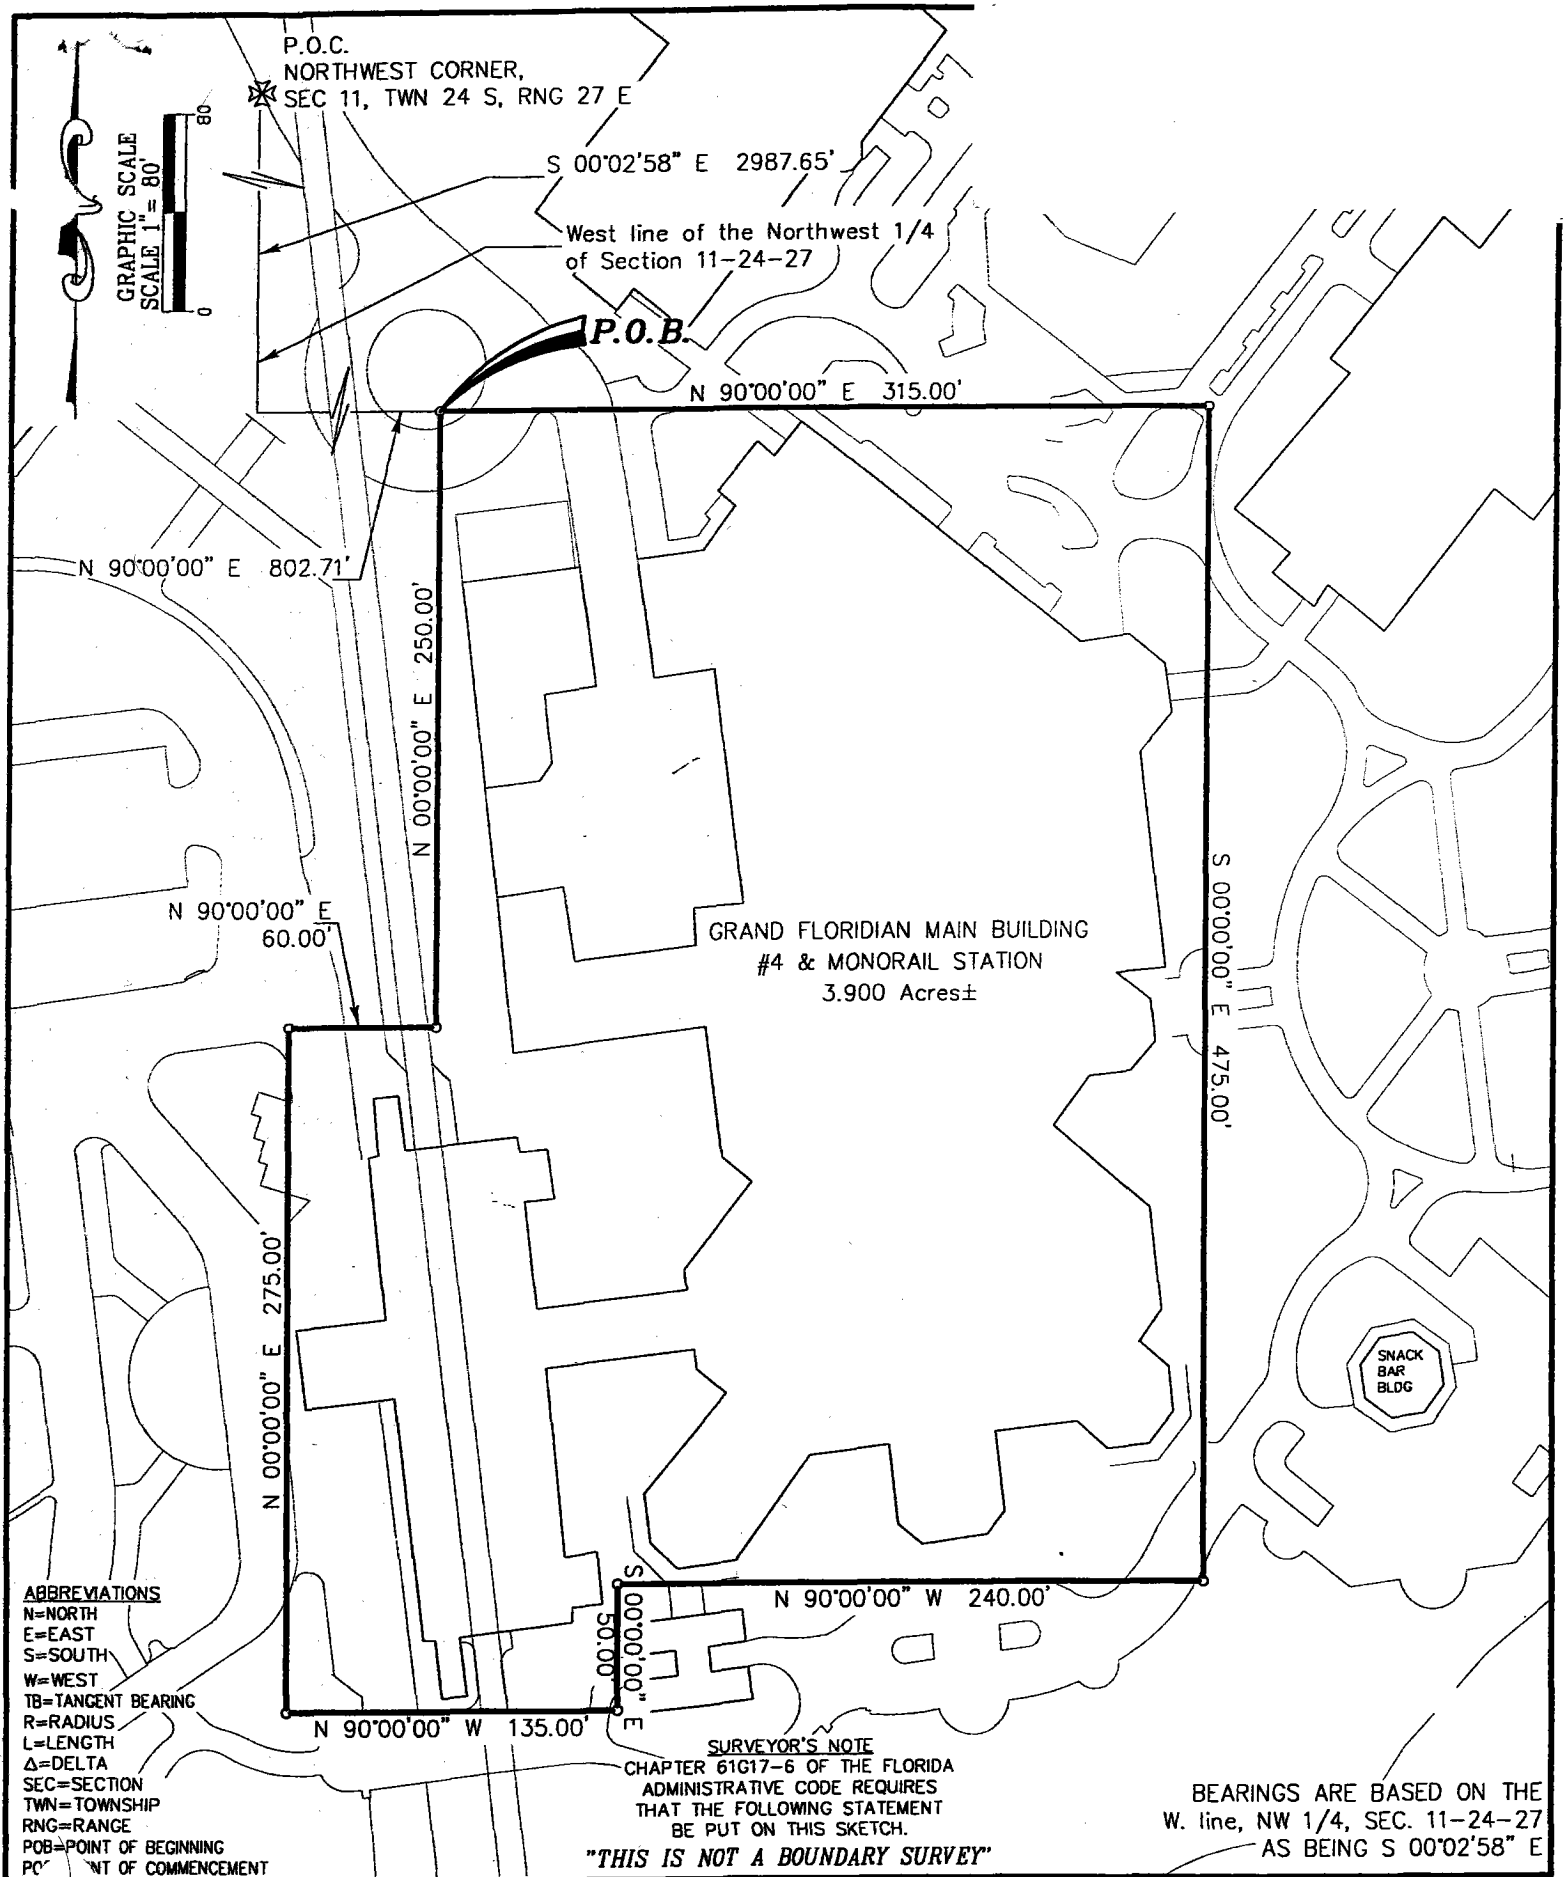 P.O.C.
NORTHWEST CORNER,
SEC 11, TWN 24 S, RNG 27 E
GRAPHIC SCALE
SCALE 1"= 80'
80
0
S 00°02'58" E 2987.65'
West line of the Northwest 1/4
of Section 11-24-27
P.O.B.
N 90°00'00" E 315.00'
N 90°00'00" E 802.71'
N 00°00'00" E 250.00'
N 90°00'00" E
60.00'
GRAND FLORIDIAN MAIN BUILDING
#4 & MONORAIL STATION
3.900 Acres±
S 00°00'00" E 475.00'
N 00°00'00" E 275.00'
SNACK
BAR
BLDG
N 90°00'00" W 240.00'
S 00°00'00" E
50.00'
N 90°00'00" W 135.00'
ABBREVIATIONS
N=NORTH
E=EAST
S=SOUTH
W=WEST
TB=TANGENT BEARING
R=RADIUS
L=LENGTH
Δ=DELTA
SEC=SECTION
TWN=TOWNSHIP
RNG=RANGE
POB=POINT OF BEGINNING
OF COMMENCEMENT
SURVEYOR'S NOTE
CHAPTER 61G17-6 OF THE FLORIDA
ADMINISTRATIVE CODE REQUIRES
THAT THE FOLLOWING STATEMENT
BE PUT ON THIS SKETCH.
"THIS IS NOT A BOUNDARY SURVEY"
BEARINGS ARE BASED ON THE
W. line, NW 1/4, SEC. 11-24-27
AS BEING S 00°02'58" E